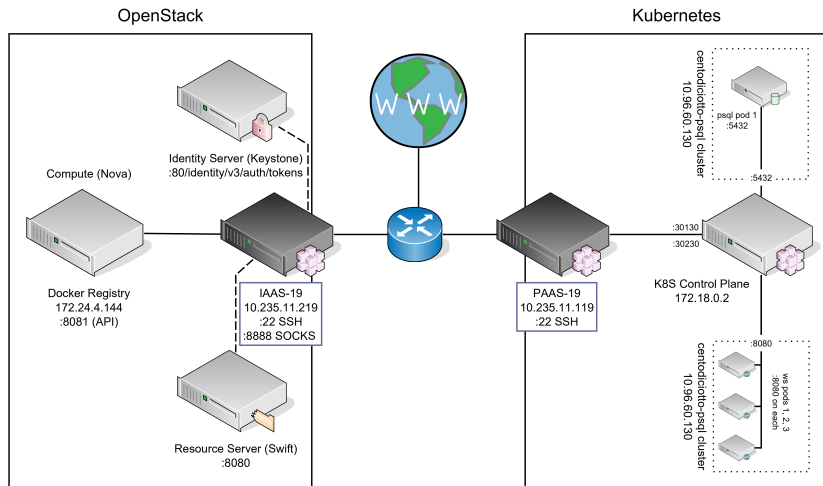 OpenStack
Kubernetes
W W W
Identity Server (Keystone)
:80/identity/v3/auth/tokens
Compute (Nova)
Docker Registry
172.24.4.144
:8081 (API)
IAAS-19
10.235.11.219
:22 SSH
:8888 SOCKS
Resource Server (Swift)
:8080
PAAS-19
10.235.11.119
:22 SSH
:30130
:30230
K8S Control Plane
172.18.0.2
centodiciotto-psql cluster
10.96.60.130
psql pod 1
:5432
:5432
:8080
centodiciotto-psql cluster
10.96.60.130
ws pods 1, 2, 3
:8080 on each